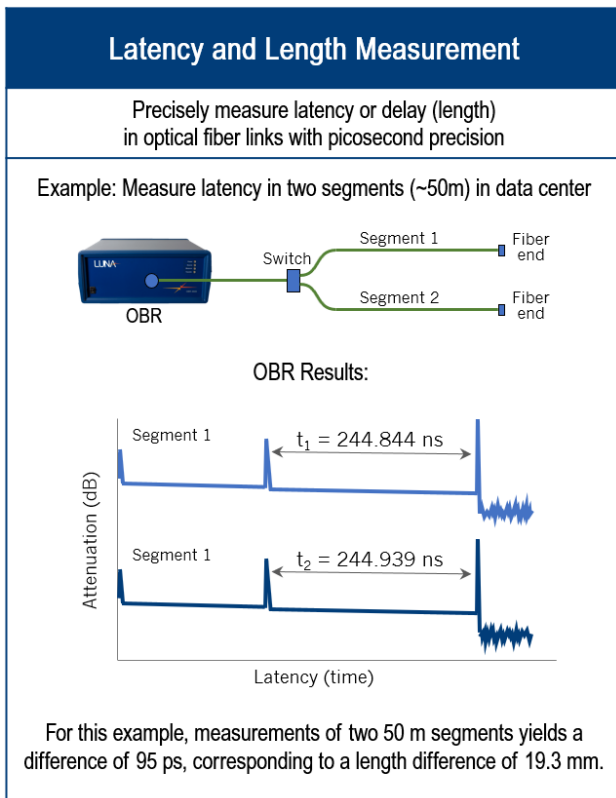 Latency and Length Measurement
Precisely measure latency or delay (length)
in optical fiber links with picosecond precision
Example: Measure latency in two segments (~50m) in data center
LUNA
OBR
Switch
Segment 1
Fiber
end
Segment 2
Fiber
end
OBR Results:
Attenuation (dB)
Segment 1
t₁ = 244.844 ns
Segment 1
t₂ = 244.939 ns
Latency (time)
For this example, measurements of two 50 m segments yields a
difference of 95 ps, corresponding to a length difference of 19.3 mm.